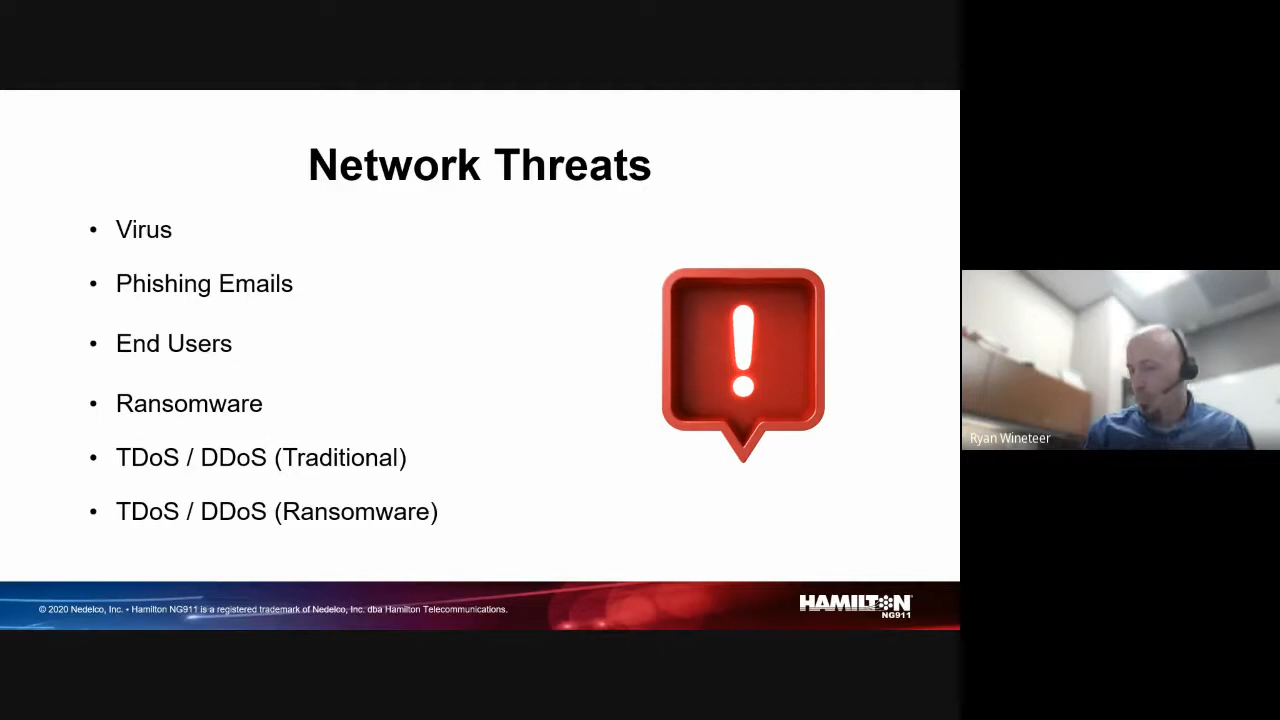 Network Threats
• Virus
• Phishing Emails
• End Users
• Ransomware
• TDoS / DDoS (Traditional)
• TDoS / DDoS (Ransomware)
© 2020 Nedelco, Inc. • Hamilton NG911 is a registered trademark of Nedelco, Inc. dba Hamilton Telecommunications.
HAMILTON
NG911
Ryan Wineteer